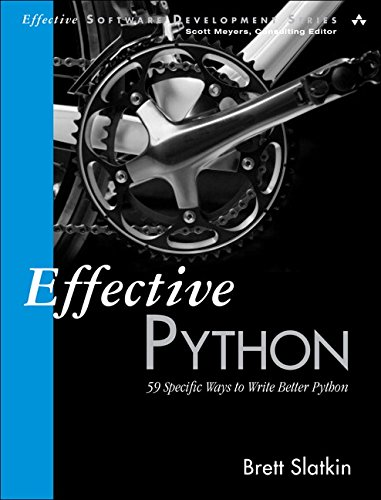 Effective Software Development Series
Scott Meyers, Consulting Editor
Effective
Python
59 Specific Ways to Write Better Python
Brett Slatkin